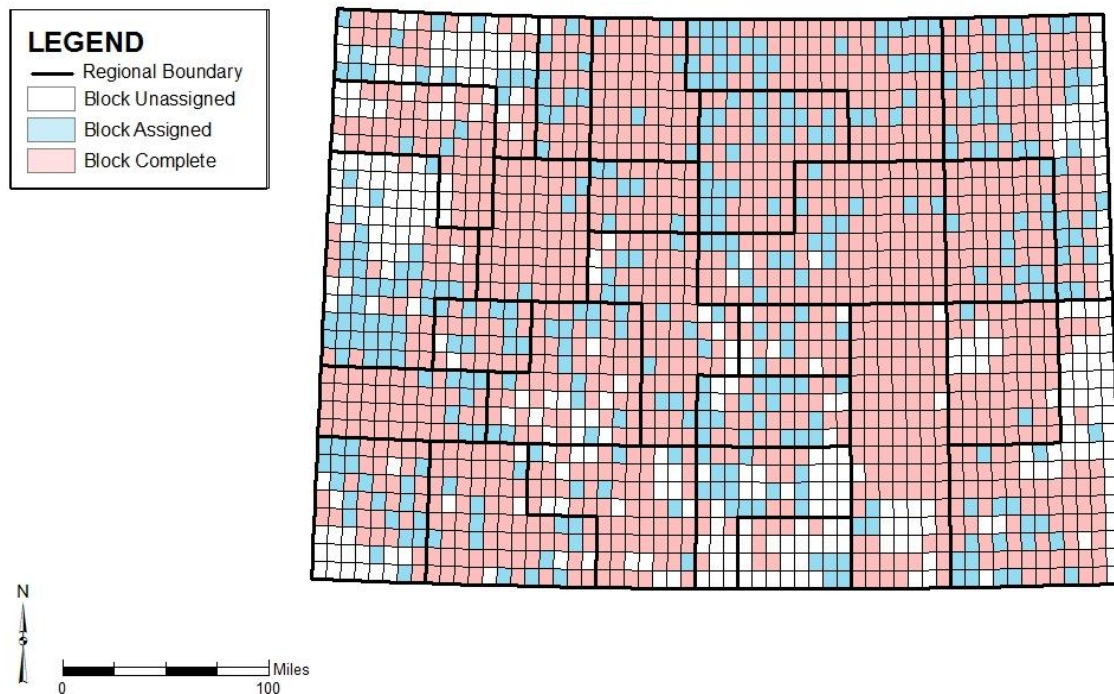 LEGEND
Regional Boundary
Block Unassigned
Block Assigned
Block Complete
N
Miles
0 100